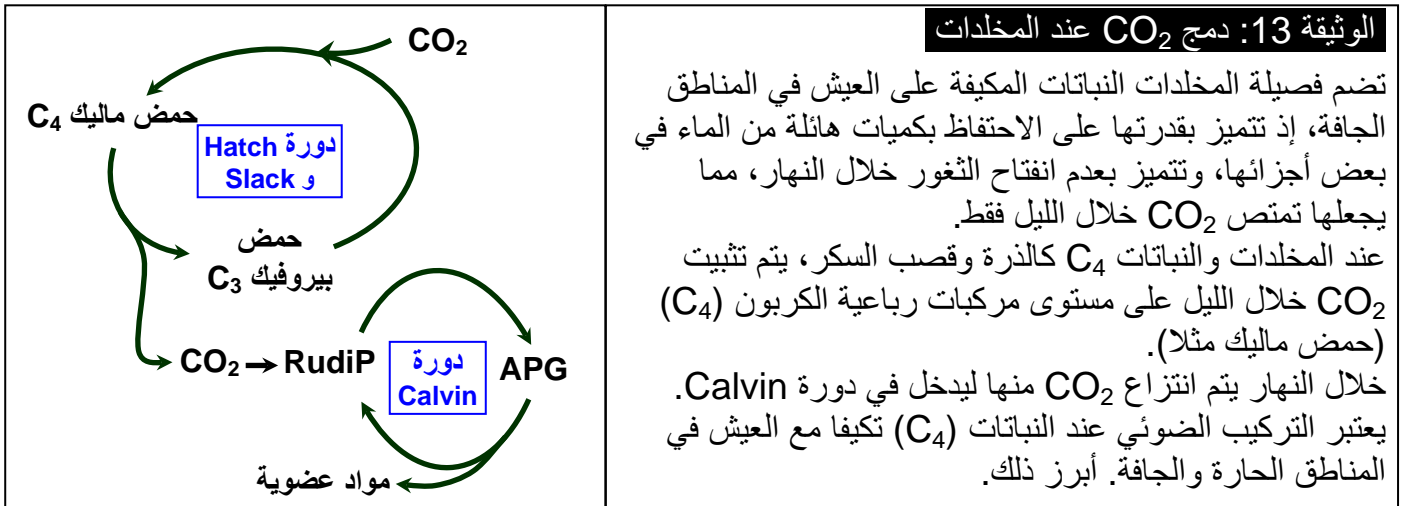 الوثيقة 13: دمج CO₂ عند المخلدات
تضم فصيلة المخلدات النباتات المكيفة على العيش في المناطق
الجافة، إذ تتميز بقدرتها على الاحتفاظ بكميات هائلة من الماء في
بعض أجزائها، وتتميز بعدم انفتاح الثغور خلال النهار، مما
يجعلها تمتص CO₂ خلال الليل فقط.
عند المخلدات والنباتات C₄ كالذرة وقصب السكر، يتم تثبيت
CO₂ خلال الليل على مستوى مركبات رباعية الكربون (C₄)
(حمض ماليك مثلا).
خلال النهار يتم انتزاع CO₂ منها ليدخل في دورة Calvin.
يعتبر التركيب الضوئي عند النباتات (C₄) تكيفا مع العيش في
المناطق الحارة والجافة. أبرز ذلك.
CO₂
حمض ماليك C₄
دورة Hatch
و Slack
حمض
بيروفيك C₃
CO₂
RudiP
دورة
Calvin
APG
مواد عضوية